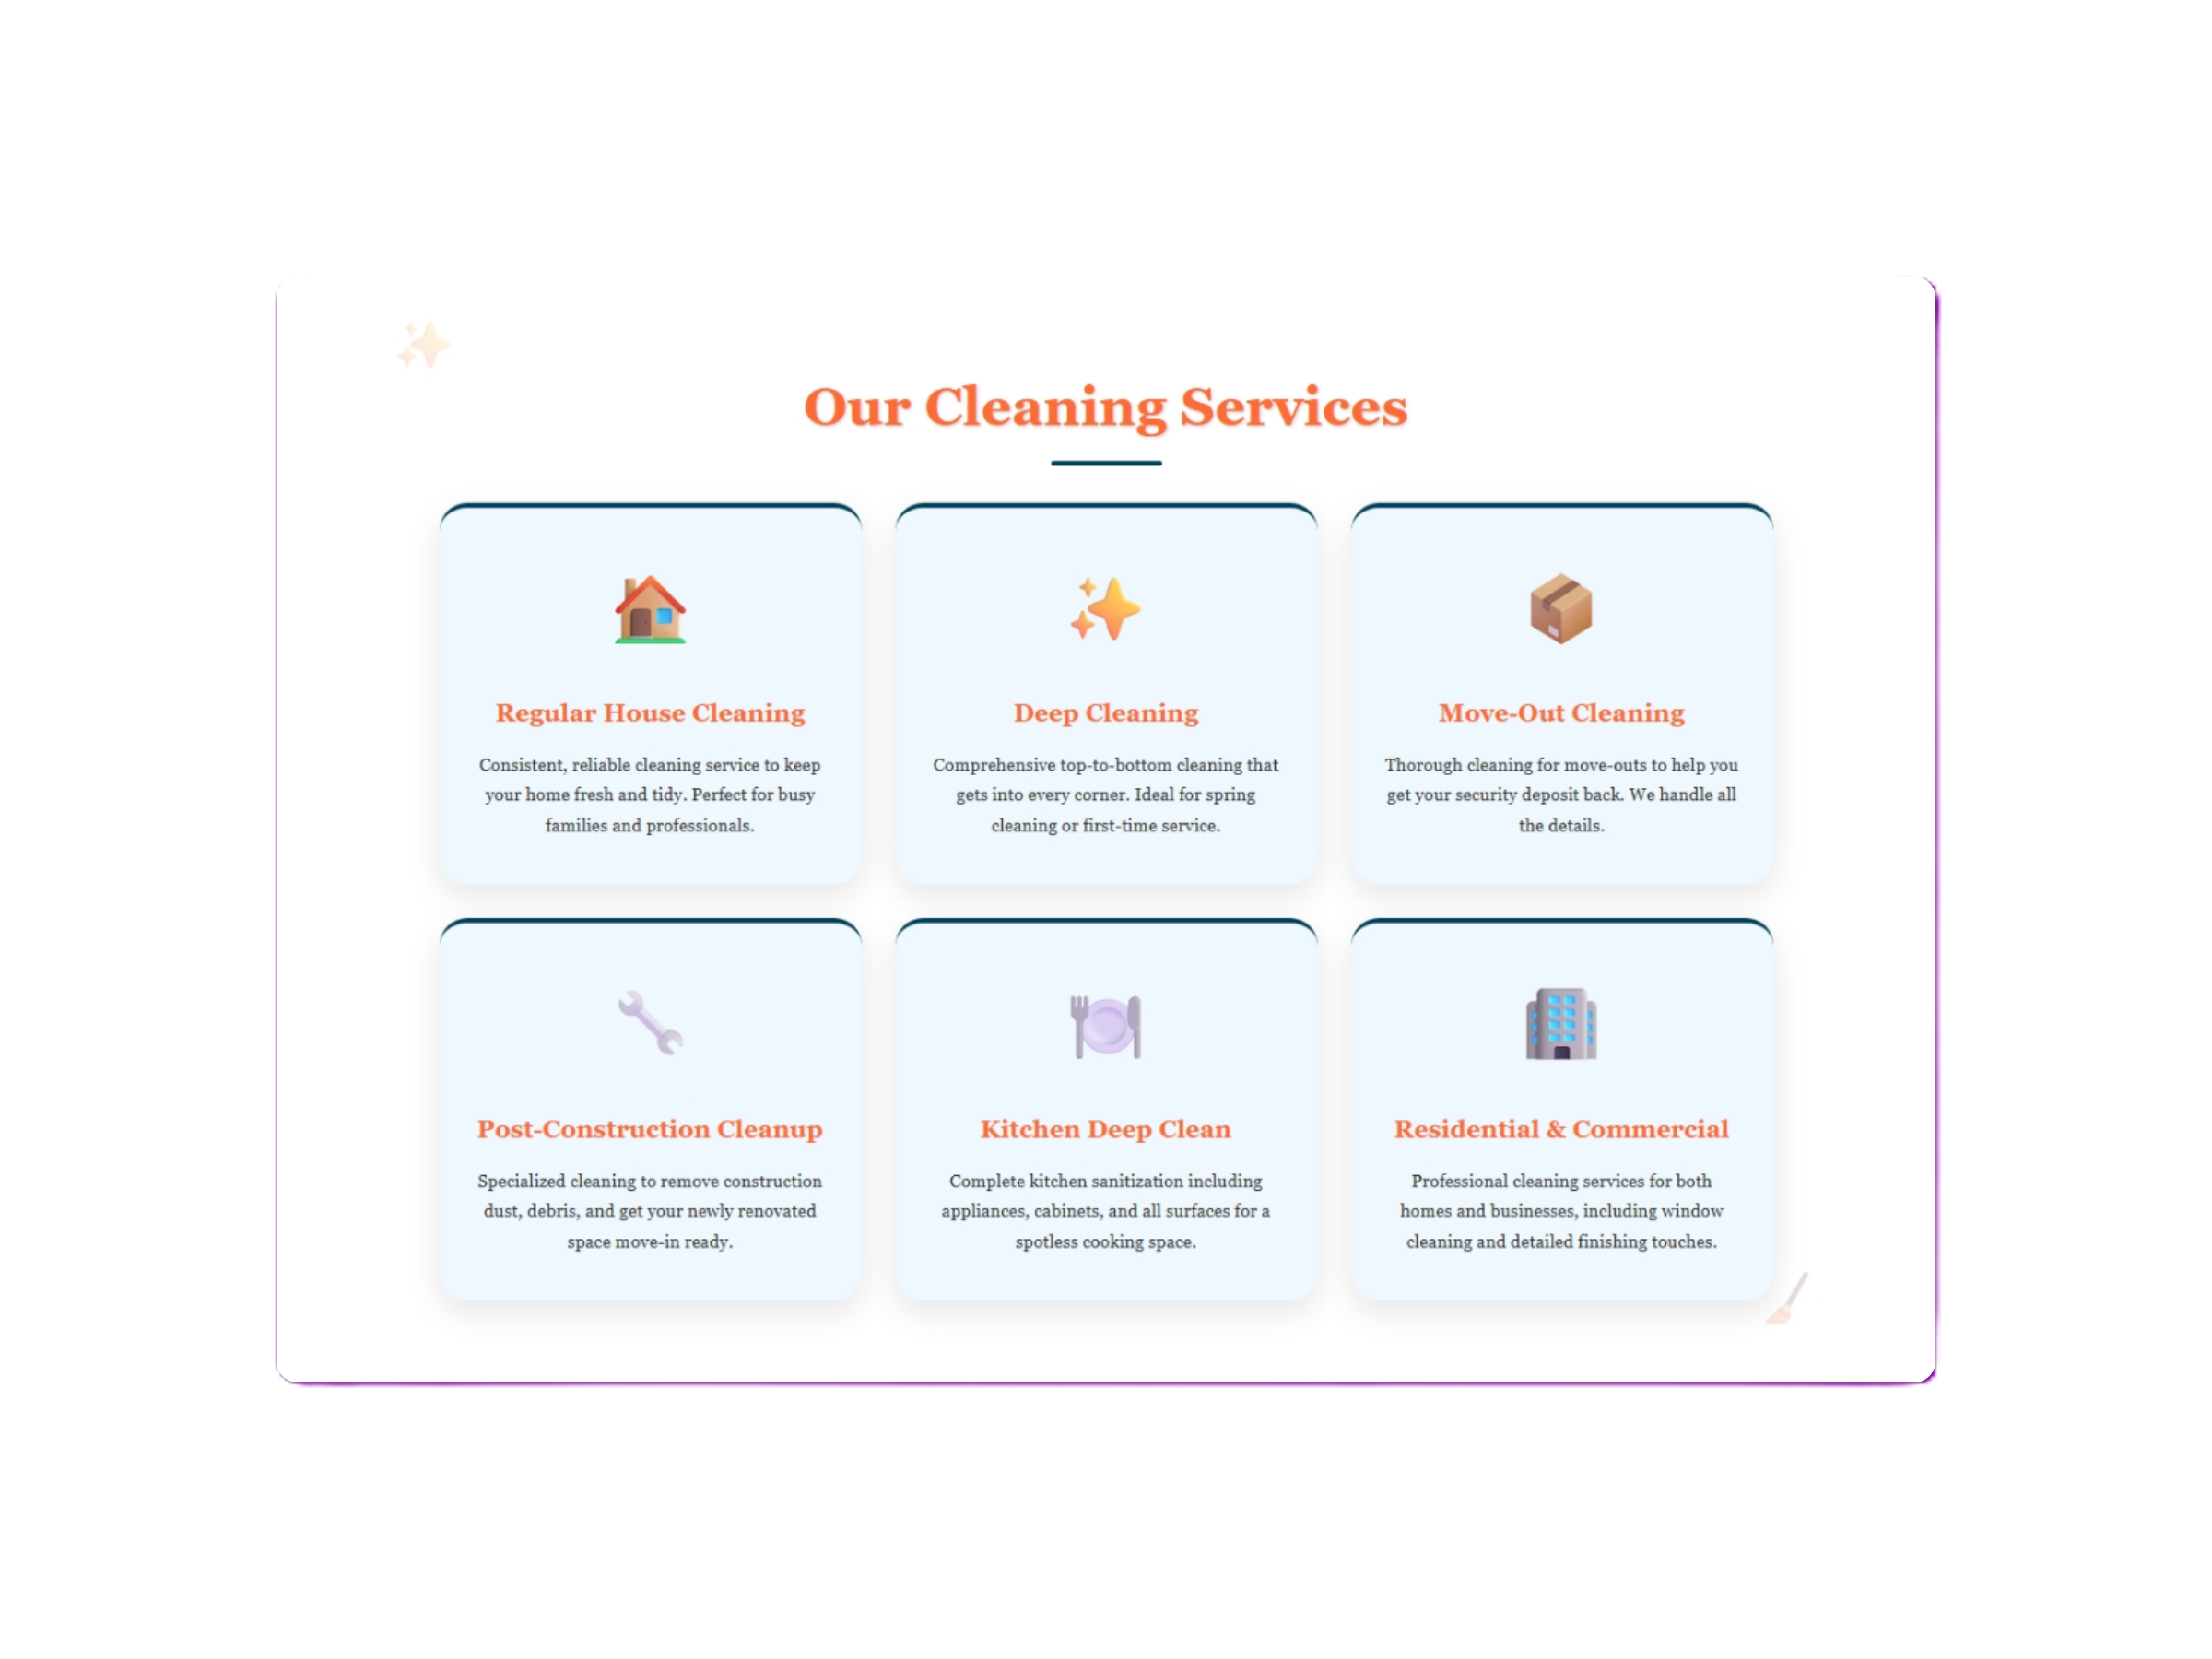 Our Cleaning Services
Regular House Cleaning
Consistent, reliable cleaning service to keep
your home fresh and tidy. Perfect for busy
families and professionals.
Deep Cleaning
Comprehensive top-to-bottom cleaning that
gets into every corner. Ideal for spring
cleaning or first-time service.
Move-Out Cleaning
Thorough cleaning for move-outs to help you
get your security deposit back. We handle all
the details.
Post-Construction Cleanup
Specialized cleaning to remove construction
dust, debris, and get your newly renovated
space move-in ready.
Kitchen Deep Clean
Complete kitchen sanitization including
appliances, cabinets, and all surfaces for a
spotless cooking space.
Residential & Commercial
Professional cleaning services for both
homes and businesses, including window
cleaning and detailed finishing touches.